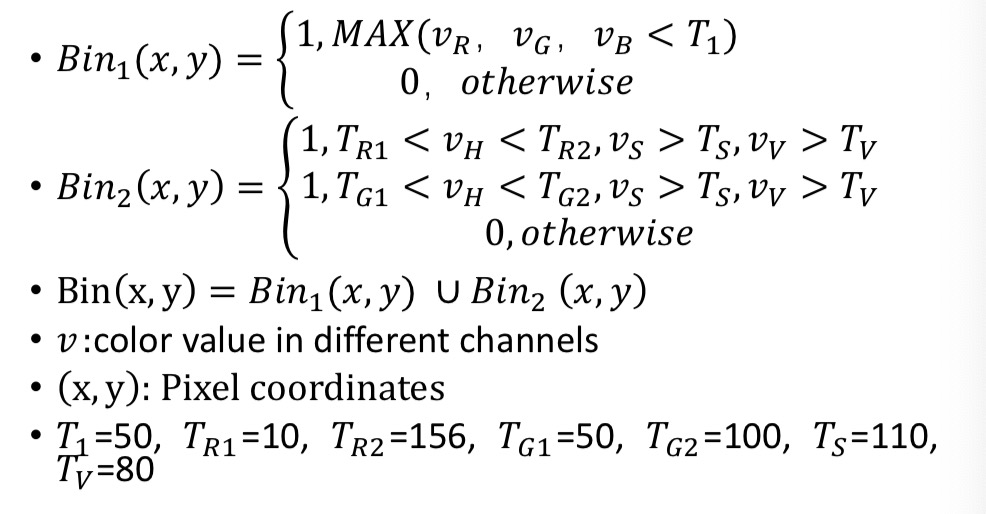 • Bin₁(x, y) = {1, MAX(v_R, v_G, v_B < T₁)
0, otherwise
• Bin₂(x, y) = {1, T_R1 < v_H < T_R2, v_S > T_S, v_V > T_V
1, T_G1 < v_H < T_G2, v_S > T_S, v_V > T_V
0, otherwise
• Bin(x, y) = Bin₁(x, y) ∪ Bin₂ (x, y)
• v:color value in different channels
• (x, y): Pixel coordinates
• T₁=50, T_R1=10, T_R2=156, T_G1=50, T_G2=100, T_S=110,
T_V=80